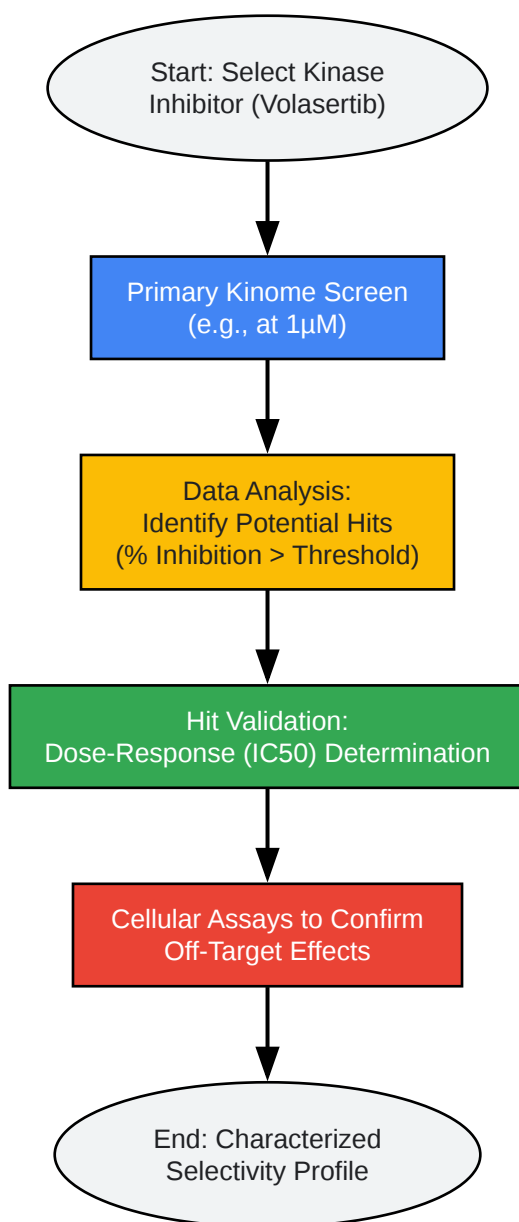 Start: Select Kinase
Inhibitor (Volasertib)
Primary Kinome Screen
(e.g., at 1µM)
Data Analysis:
Identify Potential Hits
(% Inhibition > Threshold)
Hit Validation:
Dose-Response (IC50) Determination
Cellular Assays to Confirm
Off-Target Effects
End: Characterized
Selectivity Profile